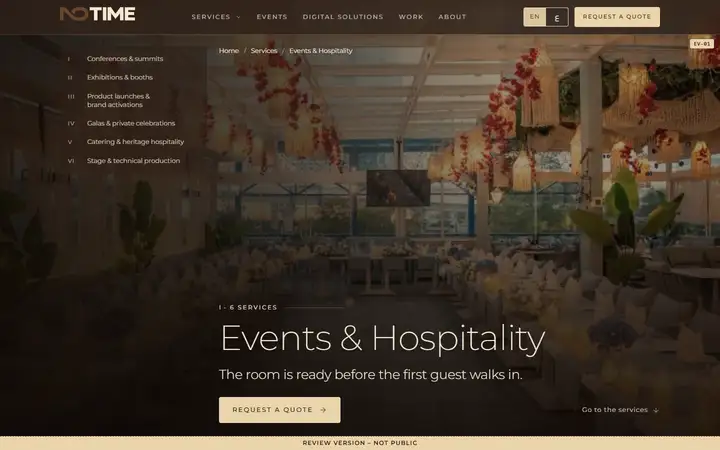 NOTIME
SERVICES
EVENTS
DIGITAL SOLUTIONS
WORK
ABOUT
EN
ع
REQUEST A QUOTE
EV-01
Home / Services / Events & Hospitality
I Conferences & summits
II Exhibitions & booths
III Product launches &
brand activations
IV Galas & private celebrations
V Catering & heritage hospitality
VI Stage & technical production
I - 6 SERVICES
Events & Hospitality
The room is ready before the first guest walks in.
REQUEST A QUOTE →
Go to the services ↓
REVIEW VERSION – NOT PUBLIC